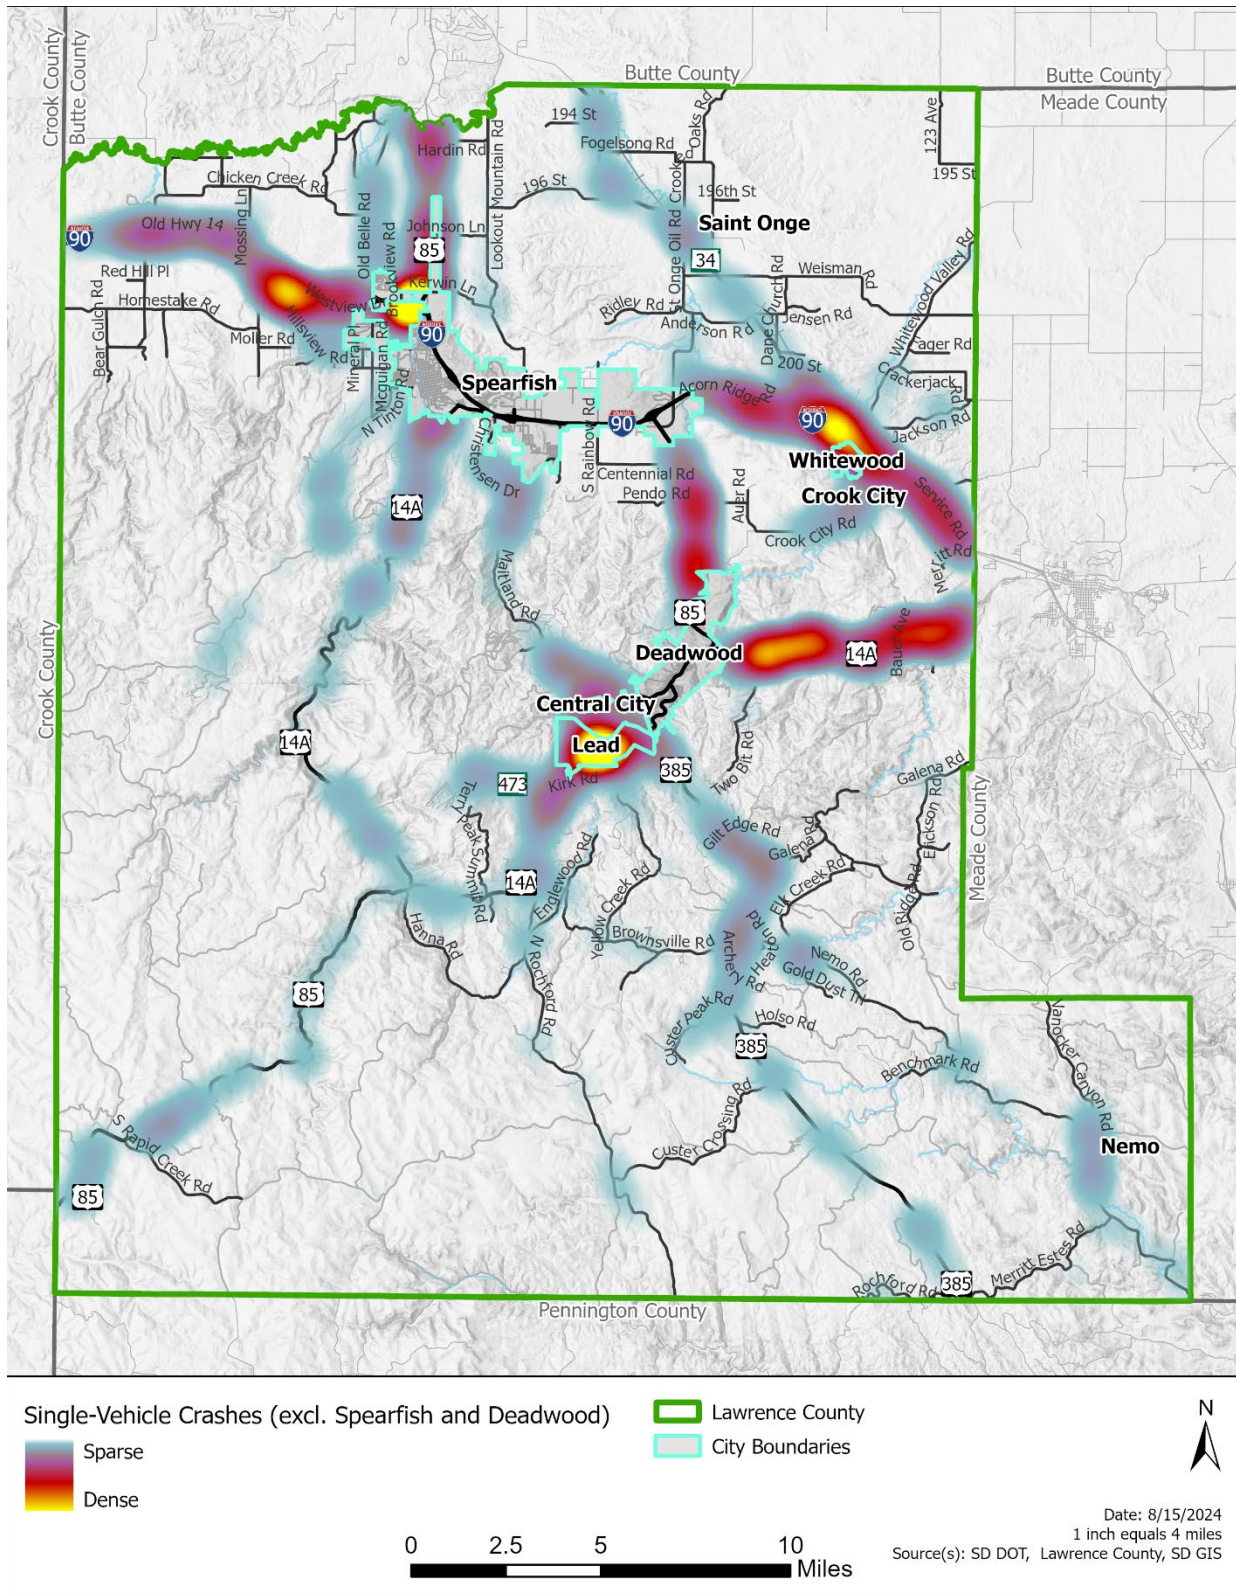 Butte County
Butte County
Meade County
Crook County
Butte County
194 St
Fogelsong Rd
Crooked Oaks Rd
123 Ave
195 St
Hardin Rd
Lookout Mountain Rd
Chicken Creek Rd
196 St
196th St
Old Hwy 14
90
Mossing Ln
Old Belle Rd
Brookview Rd
Johnson Ln
85
St Onge Oil Rd
Saint Onge
34
Whitewood Valley Rd
Red Hill Pl
Homestake Rd
Bear Gulch Rd
Westview Dr
Kerwin Ln
Weisman Pl
Ridley Rd
Anderson Rd
Dane Church Rd
Jensen Rd
Hillsview Rd
Moller Rd
Mineral Pl
Mcguigan Rd
90
200 St
Eager Rd
Crackerjack Rd
Spearfish
N Tinton Rd
Acorn Ridge Rd
90
90
Jackson Rd
Christensen Dr
S Rainbow Rd
Whitewood
Centennial Rd
Pendo Rd
Crook City
Auer Rd
Service Rd
14A
Crook City Rd
Merritt Rd
Maitland Rd
85
Deadwood
14A
Bauer Ave
Crook County
Central City
14A
Lead
385
Two Bit Rd
Galena Rd
473
Kirk Rd
Terry Peak Summit Rd
Gilt Edge Rd
Galena Rd
Erickson Rd
Meade County
14A
Englewood Rd
Yellow Creek Rd
Elk Creek Rd
Old Ridge Rd
Hanna Rd
N Rochford Rd
Brownsville Rd
Archery Rd
Heaton Rd
Nemo Rd
Gold Dust Trl
85
Custer Peak Rd
Holso Rd
385
Benchmark Rd
Vanocker Canyon Rd
Custer Crossing Rd
Nemo
S Rapid Creek Rd
85
Merritt Estes Rd
Rochford Rd
385
Pennington County
Single-Vehicle Crashes (excl. Spearfish and Deadwood)
Sparse
Dense
Lawrence County
City Boundaries
N
Date: 8/15/2024
1 inch equals 4 miles
Source(s): SD DOT, Lawrence County, SD GIS
0 2.5 5 10
Miles